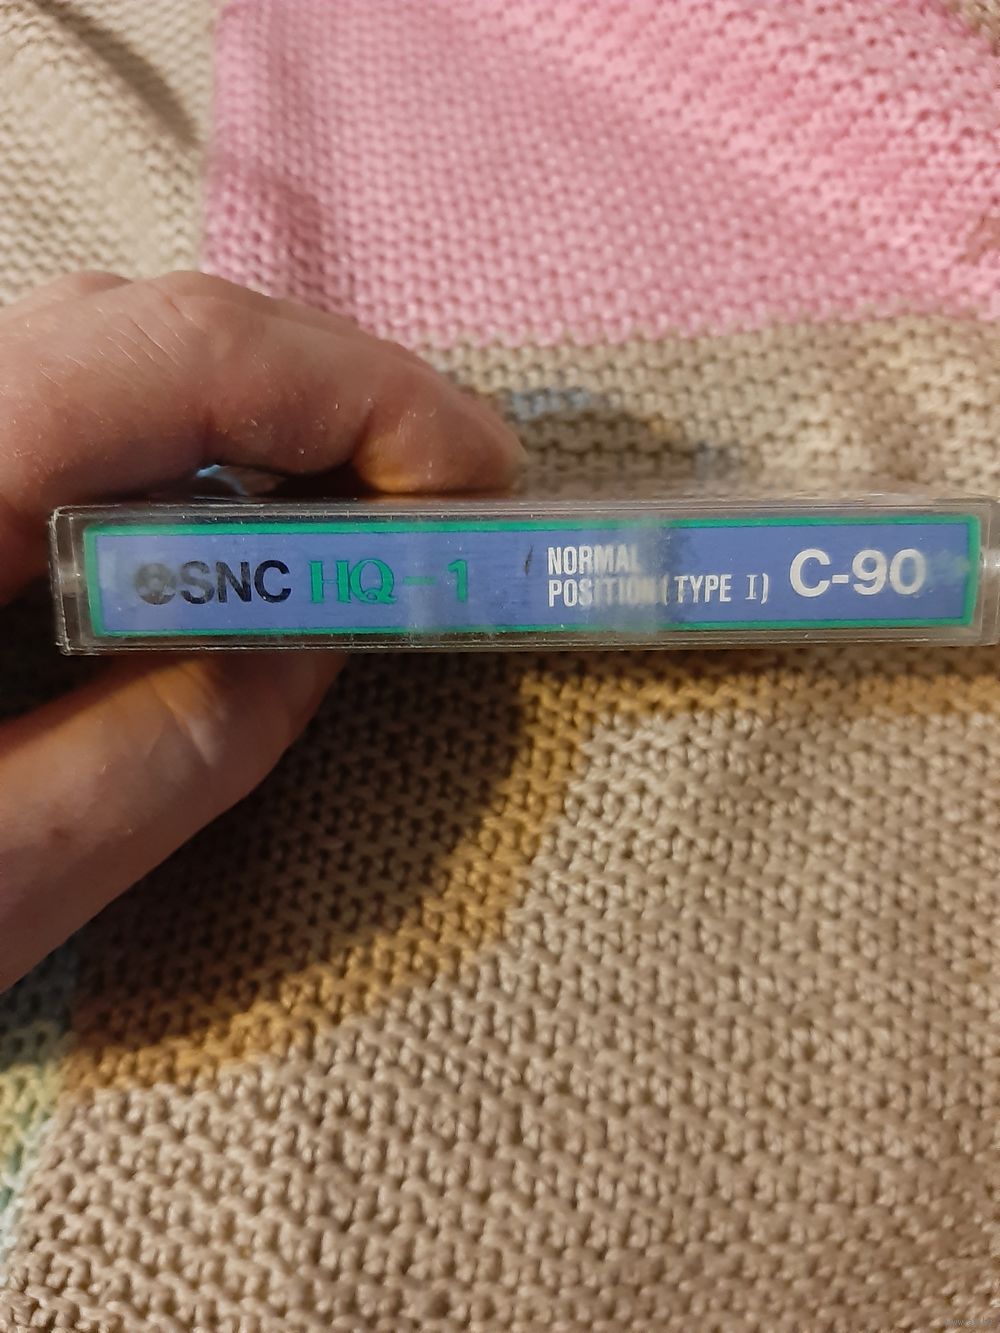 SNC HQ-1 NORMAL
POSITION (TYPE I) C-90